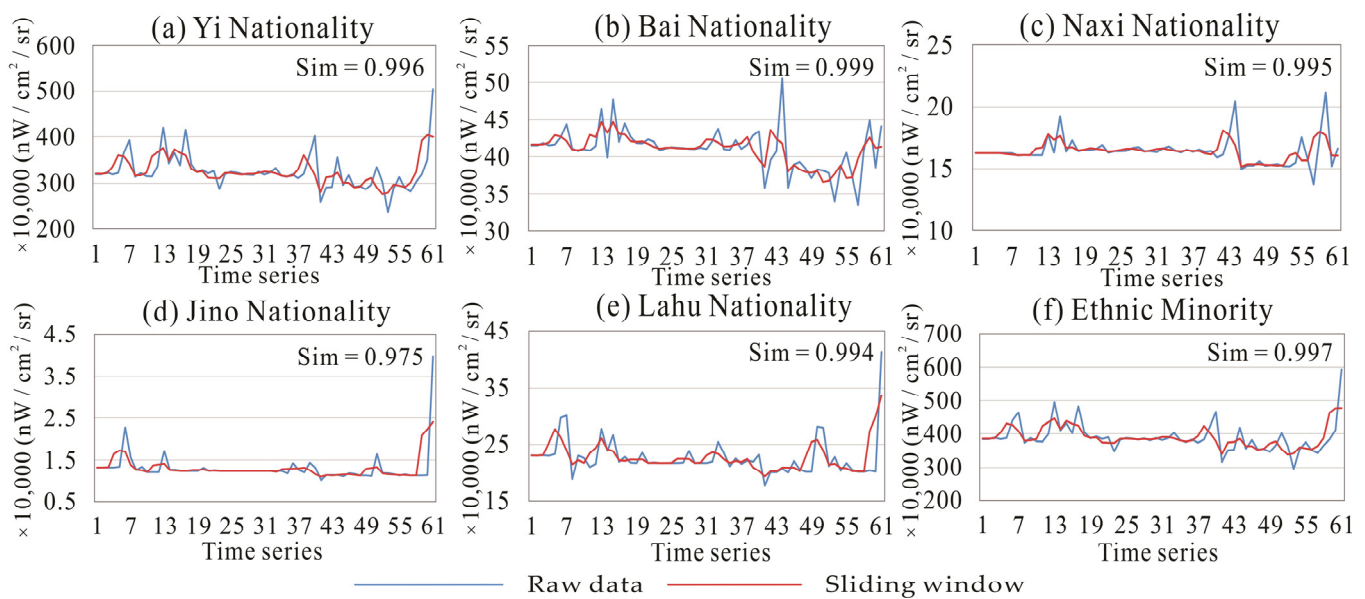 (a) Yi Nationality
×10,000 (nW / cm² / sr)
600
500
400
300
200
Sim = 0.996
1 7 13 19 25 31 37 43 49 55 61
Time series
(b) Bai Nationality
×10,000 (nW / cm² / sr)
55
50
45
40
35
30
Sim = 0.999
1 7 13 19 25 31 37 43 49 55 61
Time series
(c) Naxi Nationality
×10,000 (nW / cm² / sr)
25
20
15
10
Sim = 0.995
1 7 13 19 25 31 37 43 49 55 61
Time series
(d) Jino Nationality
×10,000 (nW / cm² / sr)
4.5
3.5
2.5
1.5
0.5
Sim = 0.975
1 7 13 19 25 31 37 43 49 55 61
Time series
(e) Lahu Nationality
×10,000 (nW / cm² / sr)
45
35
25
15
Sim = 0.994
1 7 13 19 25 31 37 43 49 55 61
Time series
(f) Ethnic Minority
×10,000 (nW / cm² / sr)
700
600
500
400
300
200
Sim = 0.997
1 7 13 19 25 31 37 43 49 55 61
Time series
Raw data
Sliding window